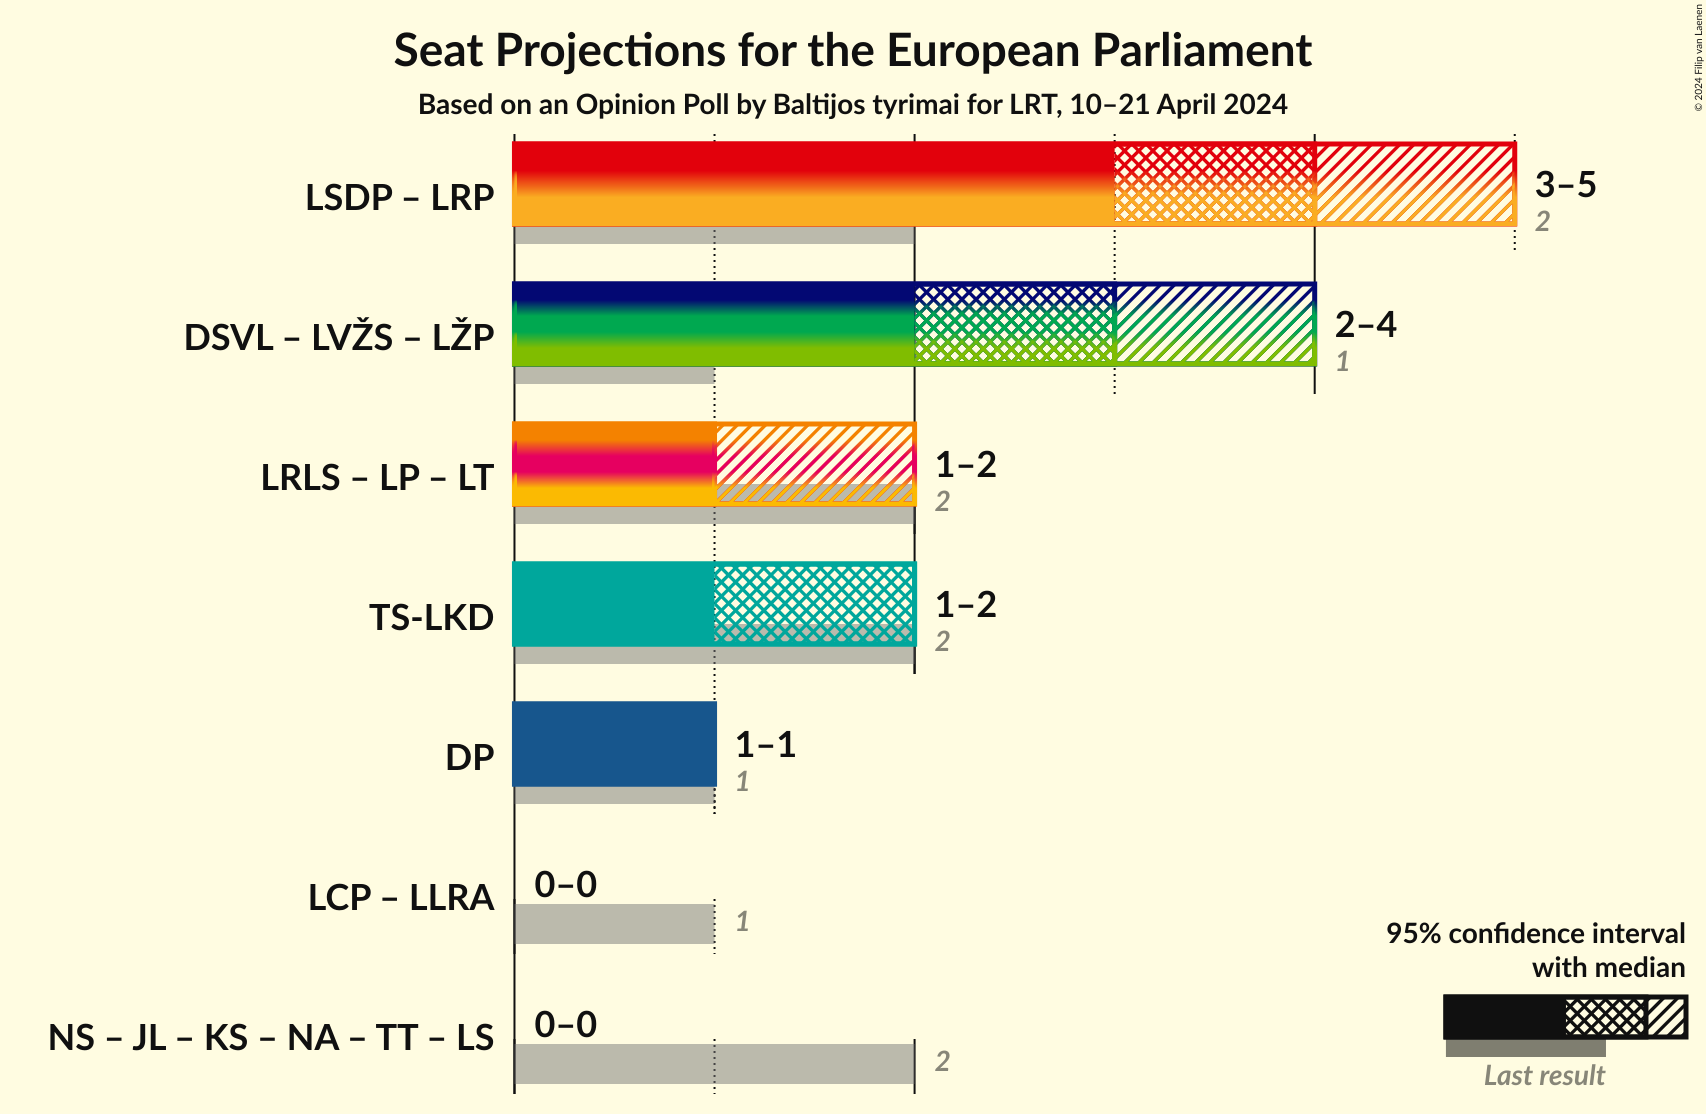 Seat Projections for the European Parliament
Based on an Opinion Poll by Baltijos tyrimai for LRT, 10–21 April 2024
© 2024 Filip van Laenen
LSDP – LRP
3–5
2
DSVL – LVŽS – LŽP
2–4
1
LRLS – LP – LT
1–2
2
TS-LKD
1–2
2
DP
1–1
1
LCP – LLRA
0–0
1
NS – JL – KS – NA – TT – LS
0–0
2
95% confidence interval
with median
Last result